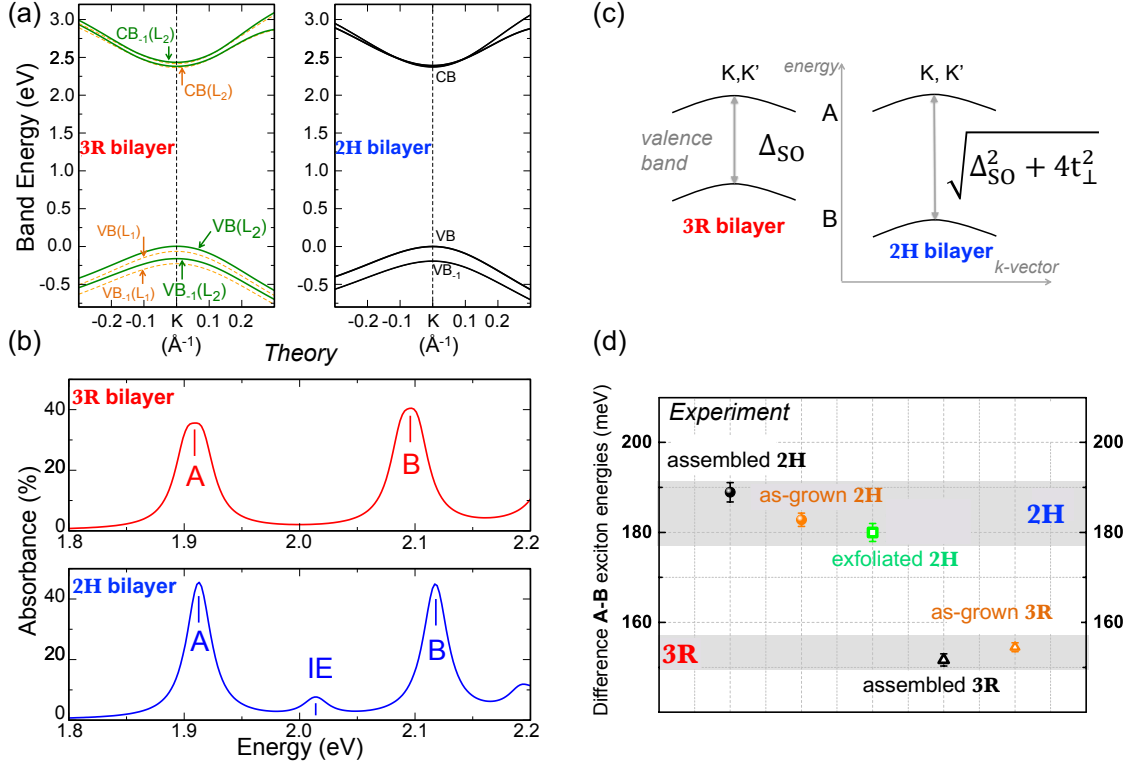 (a)
Band Energy (eV)
3.0
2.5
2.0
1.5
1.0
0.5
0.0
-0.5
CB-1(L2)
CB(L2)
3R bilayer
VB(L1)
VB(L2)
VB-1(L1)
VB-1(L2)
-0.2 -0.1 K 0.1 0.2
(Å-1)
CB
2H bilayer
VB
VB-1
-0.2 -0.1 K 0.1 0.2
(Å-1)
(b)
Theory
Absorbance (%)
3R bilayer
40
20
0
A
B
1.8 1.9 2.0 2.1 2.2
2H bilayer
40
20
0
A
IE
B
1.8 1.9 2.0 2.1 2.2
Energy (eV)
(c)
energy
K,K’
K, K’
A
valence
band
ΔSO
√Δ²SO + 4t²⊥
B
3R bilayer
2H bilayer
k-vector
(d)
Difference A-B exciton energies (meV)
Experiment
200
180
160
200
180
160
assembled 2H
as-grown 2H
2H
exfoliated 2H
as-grown 3R
3R
assembled 3R